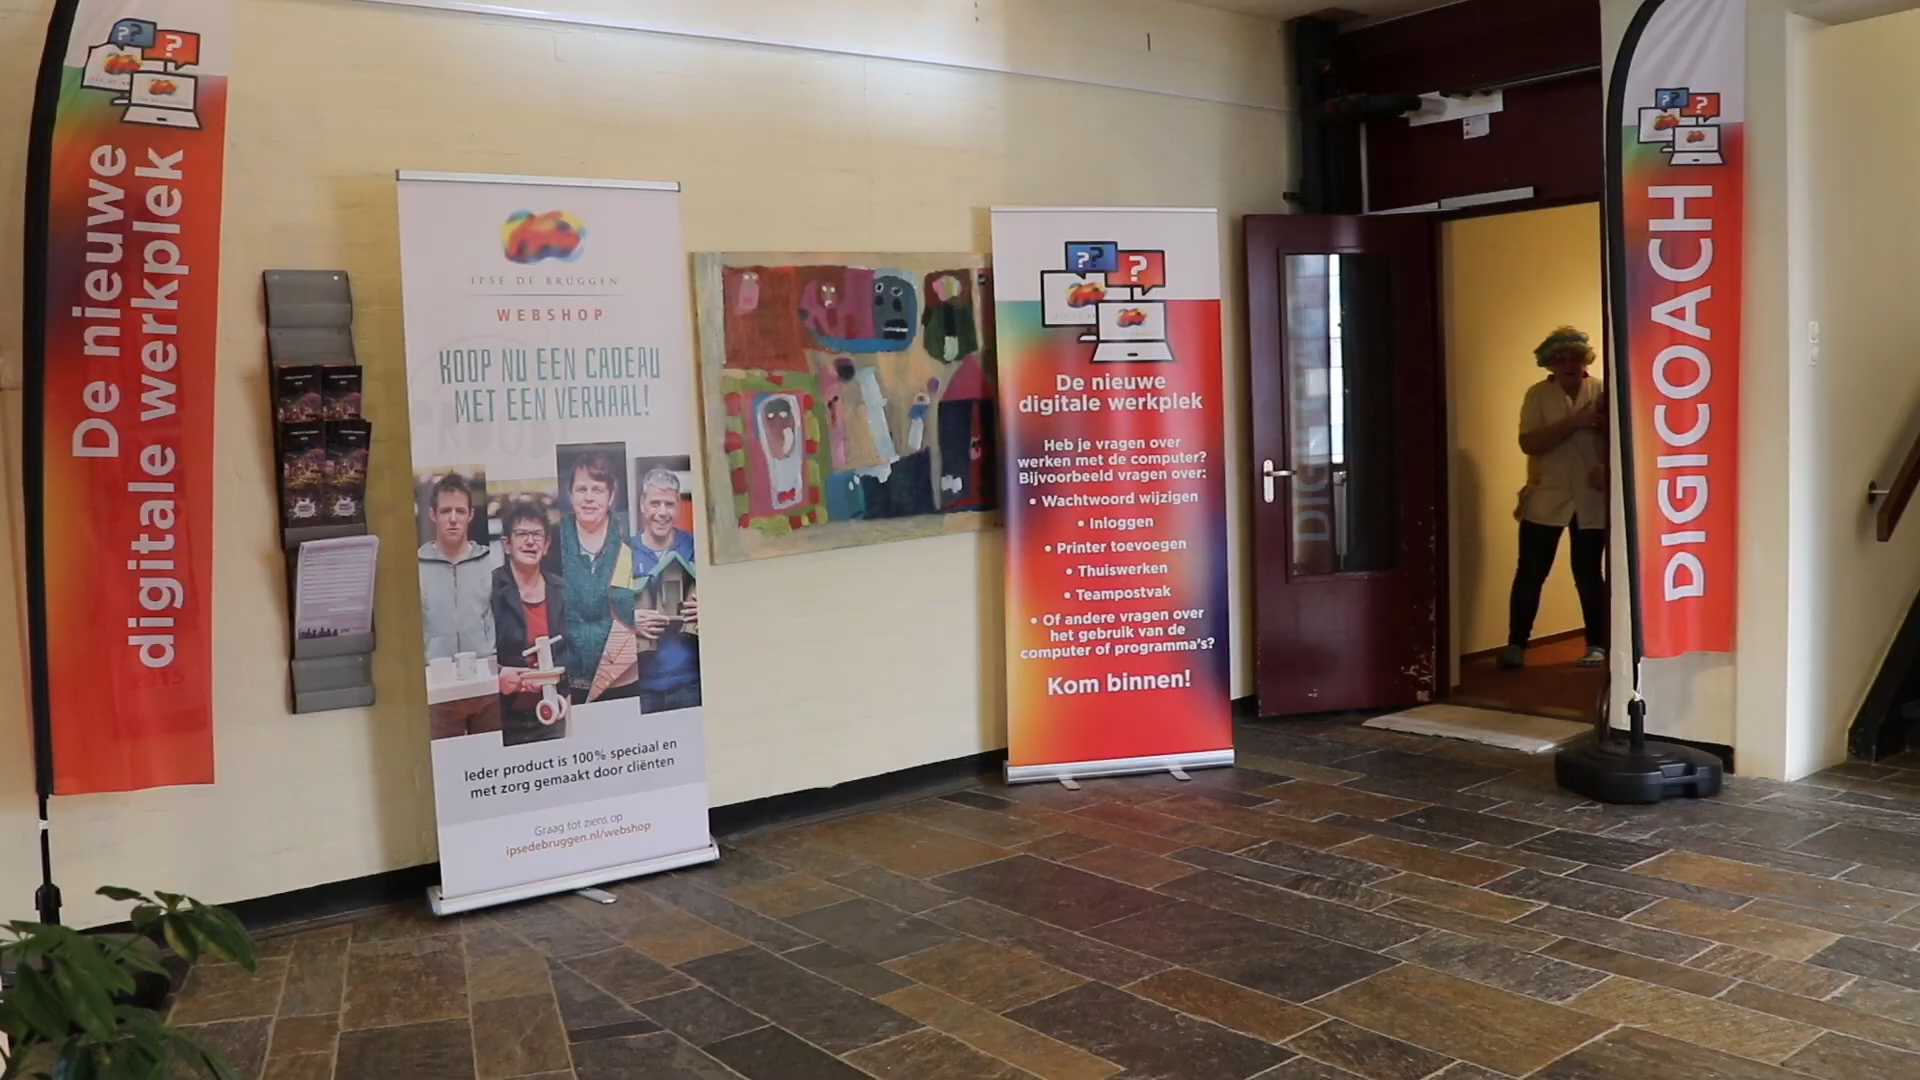 De nieuwe
digitale werkplek
2015
IPSE DE BRUGGEN
WEBSHOP
KOOP NU EEN CADEAU
MET EEN VERHAAL!
Ieder product is 100% speciaal en
met zorg gemaakt door cliënten
Graag tot ziens op
ipsedebruggen.nl/webshop
??
?
De nieuwe
digitale werkplek
Heb je vragen over
werken met de computer?
Bijvoorbeeld vragen over:
• Wachtwoord wijzigen
• Inloggen
• Printer toevoegen
• Thuiswerken
• Teampostvak
• Of andere vragen over
het gebruik van de
computer of programma's?
Kom binnen!
DIGICOACH